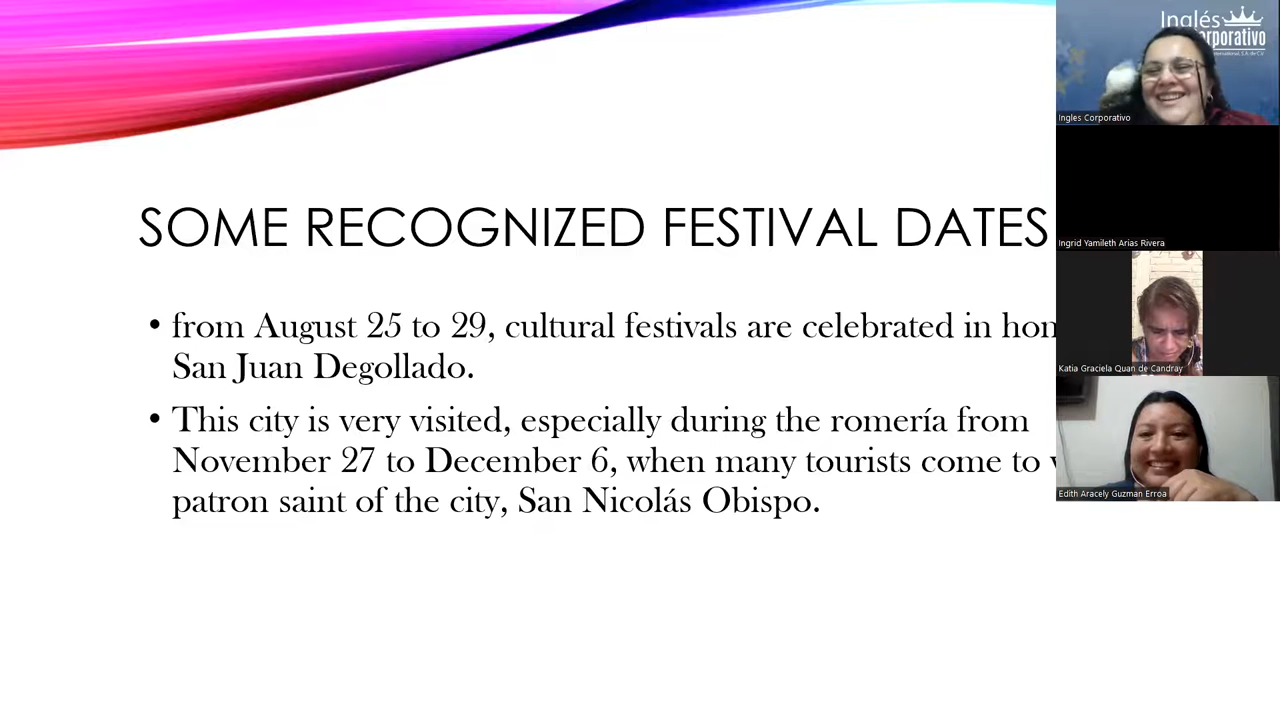 SOME RECOGNIZED FESTIVAL DATES
• from August 25 to 29, cultural festivals are celebrated in
San Juan Degollado.
• This city is very visited, especially during the romería from
November 27 to December 6, when many tourists come to
patron saint of the city, San Nicolás Obispo.
Inglés
Ingles Corporativo
Ingrid Yamileth Arias Rivera
Katia Graciela Quan de Candray
Edith Aracely Guzman Erroa